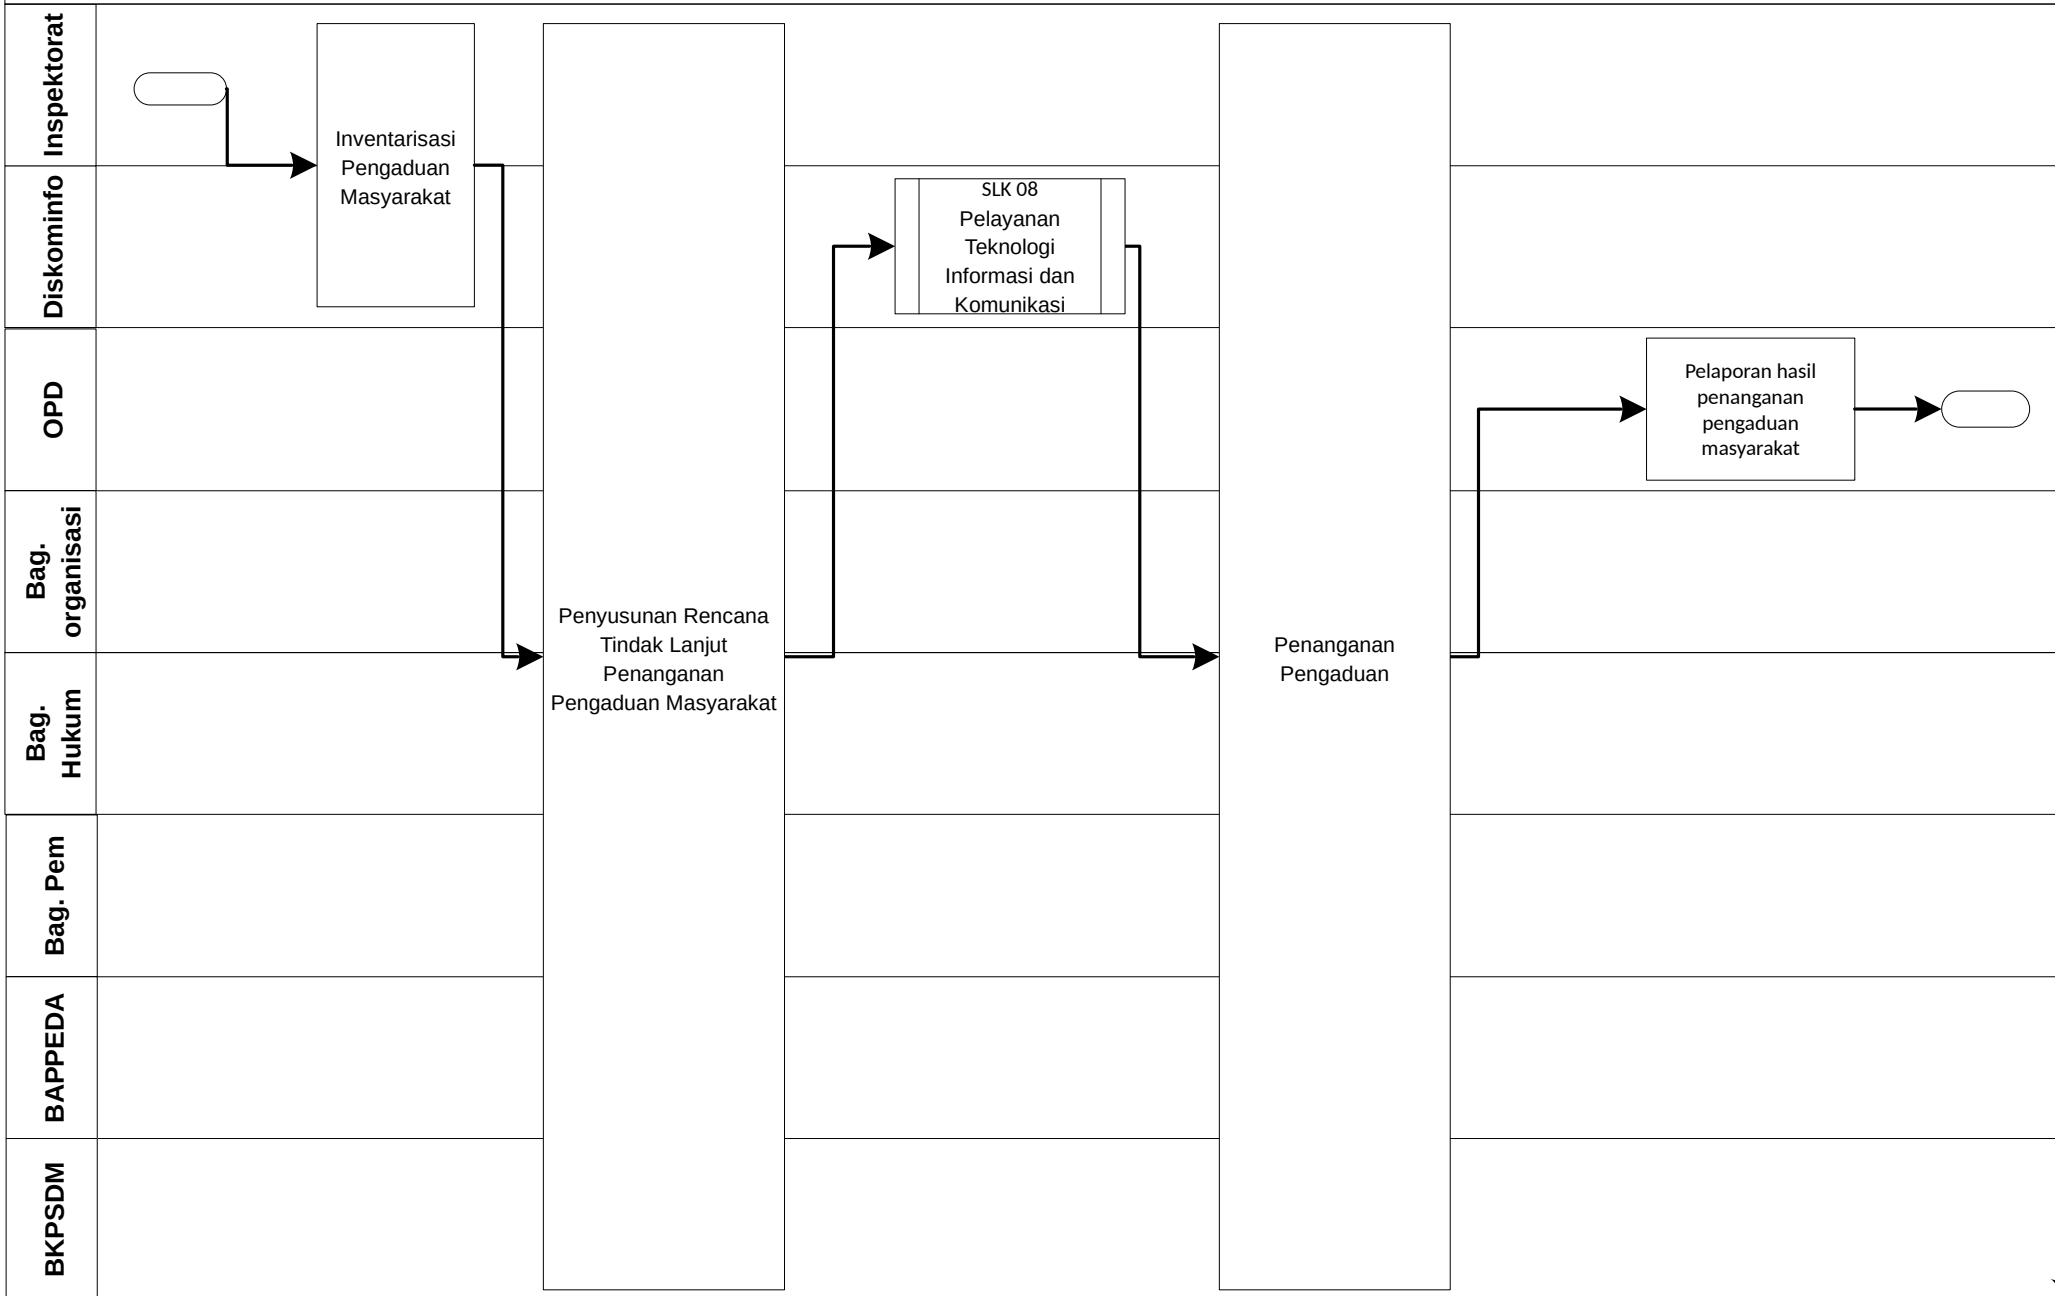 Inspektorat
Inventarisasi
Pengaduan
Masyarakat
Diskominfo
SLK 08
Pelayanan
Teknologi
Informasi dan
Komunikasi
OPD
Pelaporan hasil
penanganan
pengaduan
masyarakat
Bag.
organisasi
Penyusunan Rencana
Tindak Lanjut
Penanganan
Pengaduan Masyarakat
Penanganan
Pengaduan
Bag.
Hukum
Bag. Pem
BAPPEDA
BKPSDM